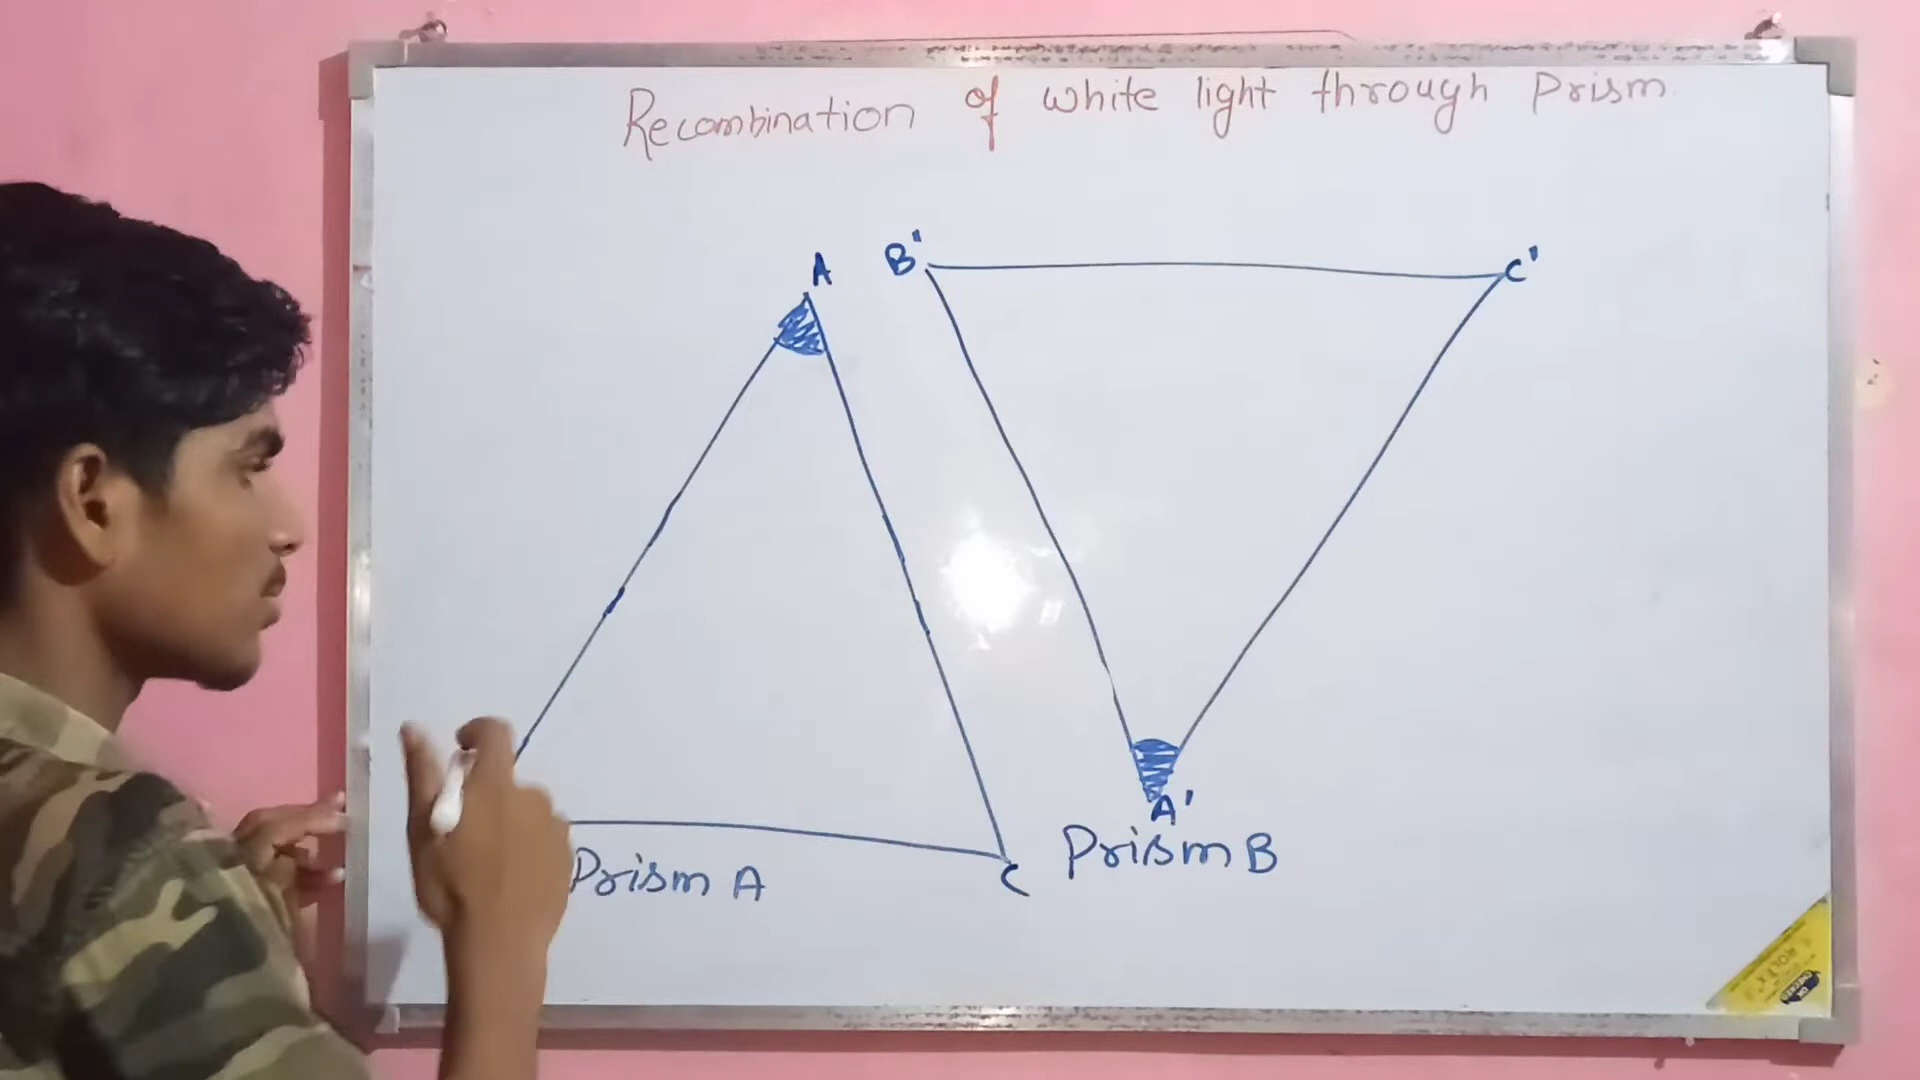 Recombination of white light through Prism
A
B'
C'
A'
Prism B
Prism A
C